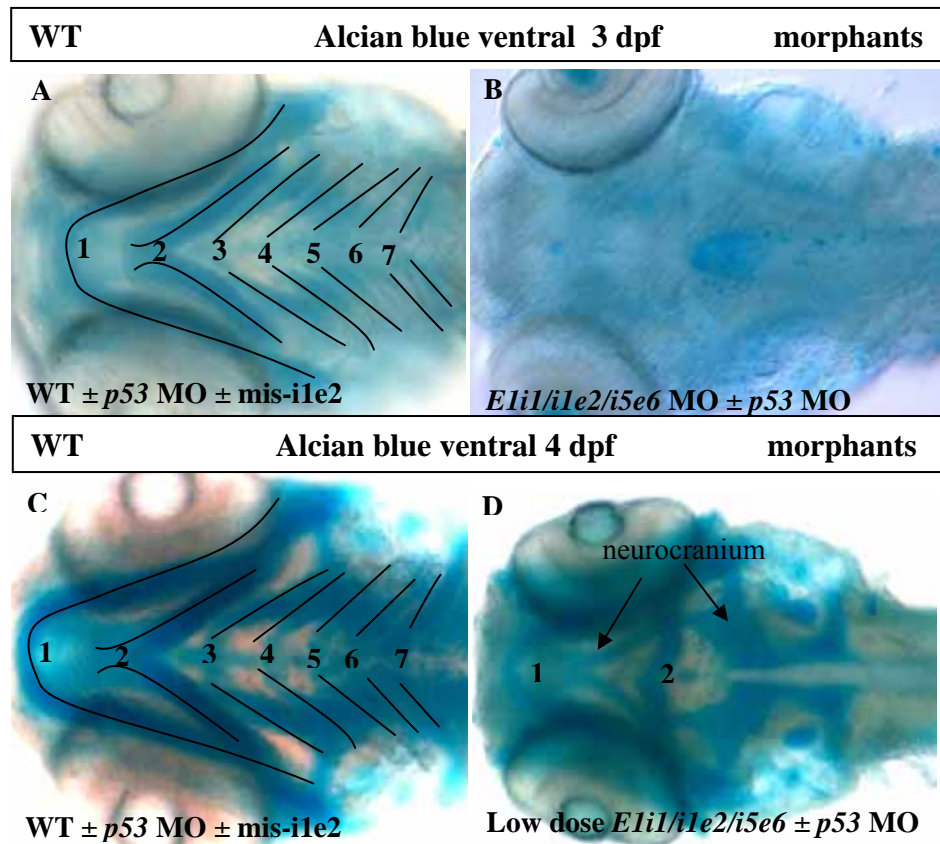 WT Alcian blue ventral 3 dpf morphants
A
B
1 2 3 4 5 6 7
WT ± p53 MO ± mis-i1e2
E1i1/i1e2/i5e6 MO ± p53 MO
WT Alcian blue ventral 4 dpf morphants
C
D
neurocranium
1 2 3 4 5 6 7
1 2
WT ± p53 MO ± mis-i1e2
Low dose E1i1/i1e2/i5e6 ± p53 MO